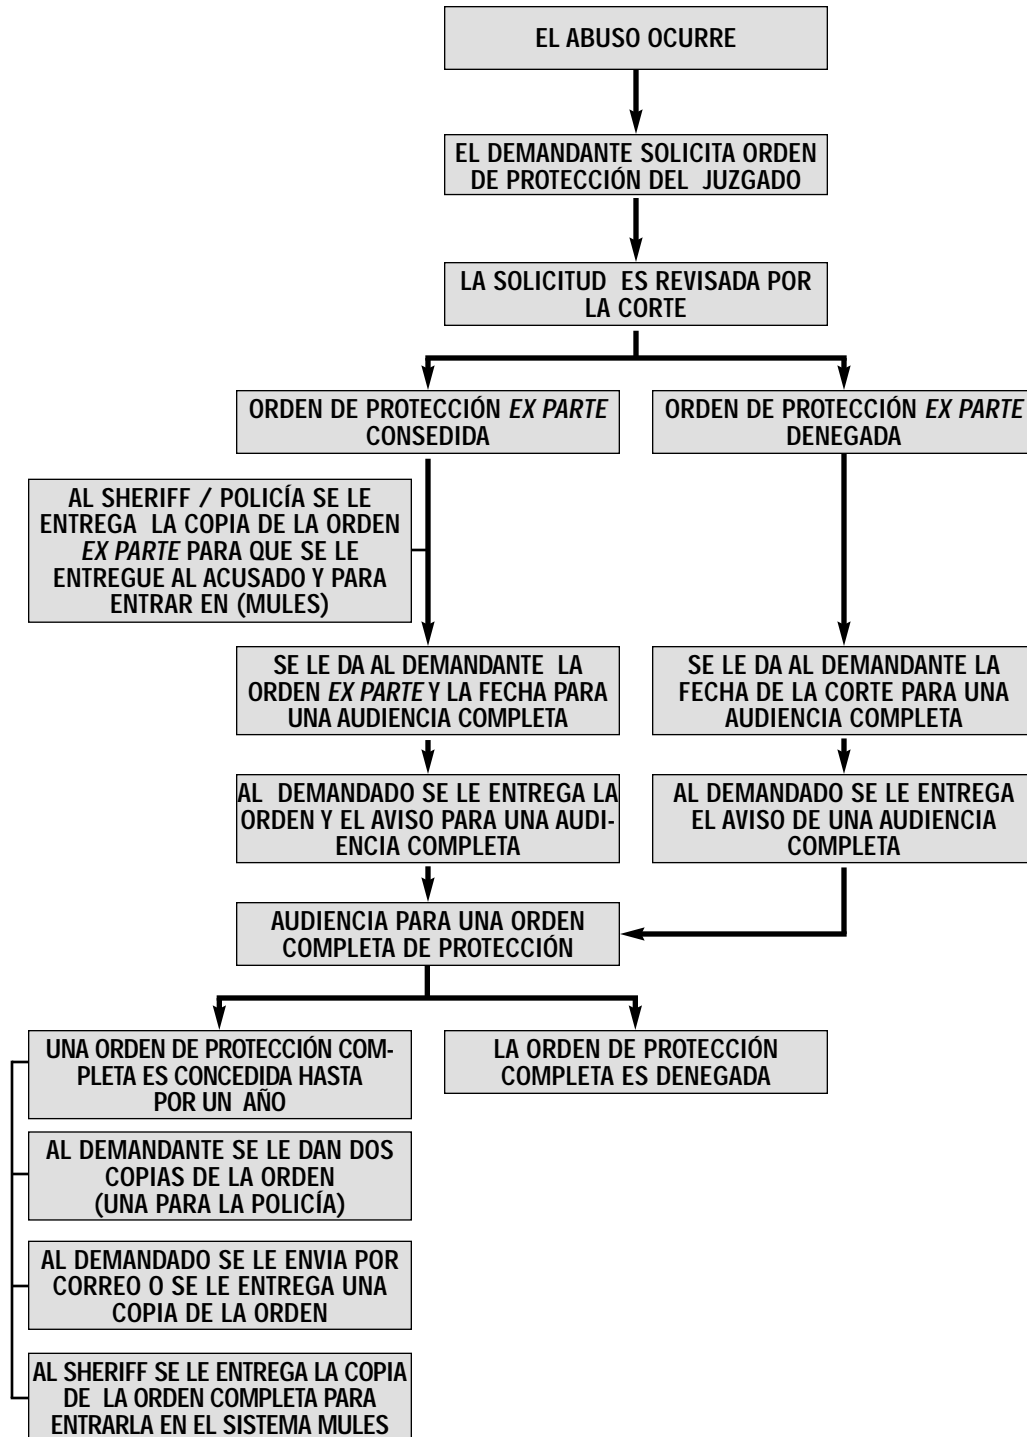 EL ABUSO OCURRE
EL DEMANDANTE SOLICITA ORDEN
DE PROTECCIÓN DEL JUZGADO
LA SOLICITUD ES REVISADA POR
LA CORTE
ORDEN DE PROTECCIÓN EX PARTE
CONSEDIDA
ORDEN DE PROTECCIÓN EX PARTE
DENEGADA
AL SHERIFF / POLICÍA SE LE
ENTREGA LA COPIA DE LA ORDEN
EX PARTE PARA QUE SE LE
ENTREGUE AL ACUSADO Y PARA
ENTRAR EN (MULES)
SE LE DA AL DEMANDANTE LA
ORDEN EX PARTE Y LA FECHA PARA
UNA AUDIENCIA COMPLETA
SE LE DA AL DEMANDANTE LA
FECHA DE LA CORTE PARA UNA
AUDIENCIA COMPLETA
AL DEMANDADO SE LE ENTREGA LA
ORDEN Y EL AVISO PARA UNA AUDI-
ENCIA COMPLETA
AL DEMANDADO SE LE ENTREGA
EL AVISO DE UNA AUDIENCIA
COMPLETA
AUDIENCIA PARA UNA ORDEN
COMPLETA DE PROTECCIÓN
UNA ORDEN DE PROTECCIÓN COM-
PLETA ES CONCEDIDA HASTA
POR UN AÑO
LA ORDEN DE PROTECCIÓN
COMPLETA ES DENEGADA
AL DEMANDANTE SE LE DAN DOS
COPIAS DE LA ORDEN
(UNA PARA LA POLICÍA)
AL DEMANDADO SE LE ENVIA POR
CORREO O SE LE ENTREGA UNA
COPIA DE LA ORDEN
AL SHERIFF SE LE ENTREGA LA COPIA
DE LA ORDEN COMPLETA PARA
ENTRARLA EN EL SISTEMA MULES